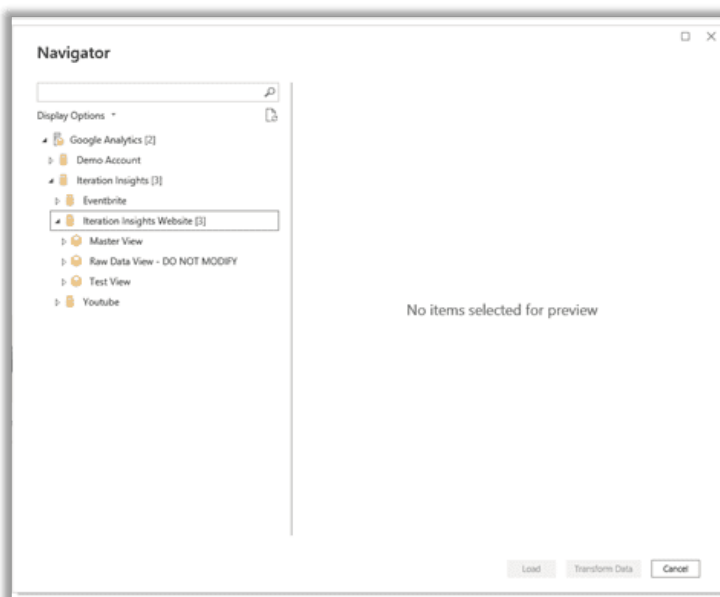 Navigator
Display Options
Google Analytics [2]
Demo Account
Iteration Insights [3]
Eventbrite
Iteration Insights Website [3]
Master View
Raw Data View - DO NOT MODIFY
Test View
Youtube
No items selected for preview
Load
Transform Data
Cancel